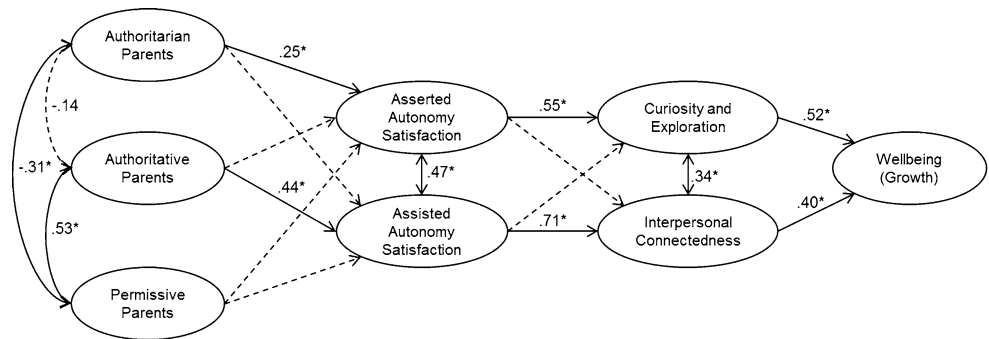 Authoritarian
Parents
.25*
-.14
Asserted
Autonomy
Satisfaction
.55*
Curiosity and
Exploration
.52*
-.31*
Authoritative
Parents
.44*
.47*
.34*
Wellbeing
(Growth)
.53*
Assisted
Autonomy
Satisfaction
.71*
Interpersonal
Connectedness
.40*
Permissive
Parents